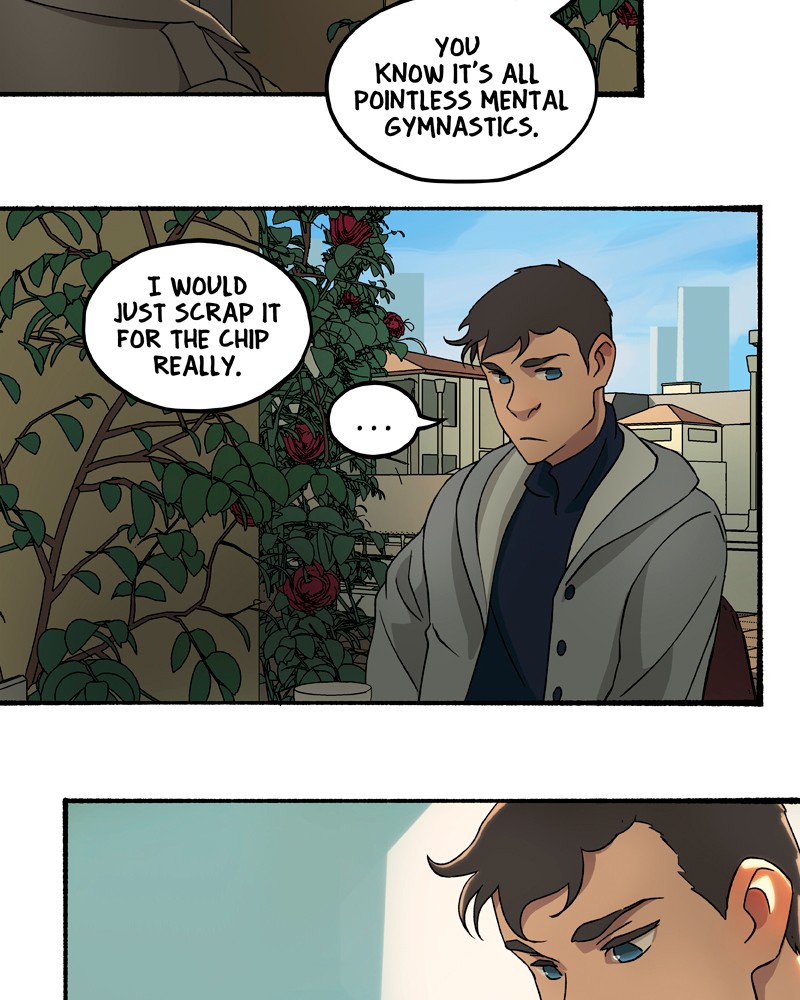 YOU
KNOW IT'S ALL
POINTLESS MENTAL
GYMNASTICS.
I WOULD
JUST SCRAP IT
FOR THE CHIP
REALLY.
...